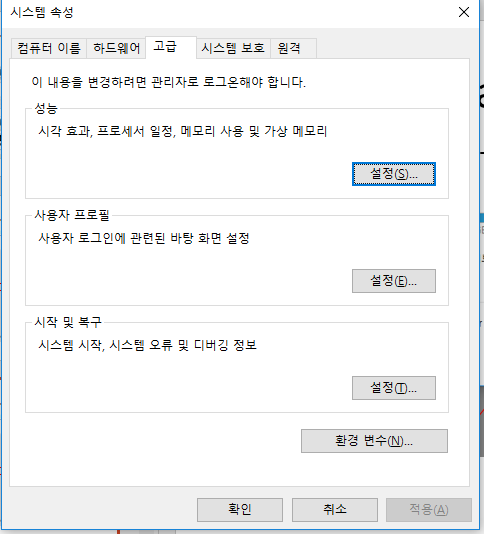 시스템 속성
컴퓨터 이름 하드웨어 고급 시스템 보호 원격
이 내용을 변경하려면 관리자로 로그온해야 합니다.
성능
시각 효과, 프로세서 일정, 메모리 사용 및 가상 메모리
설정(S)...
사용자 프로필
사용자 로그인에 관련된 바탕 화면 설정
설정(E)...
시작 및 복구
시스템 시작, 시스템 오류 및 디버깅 정보
설정(T)...
환경 변수(N)...
확인 취소 적용(A)